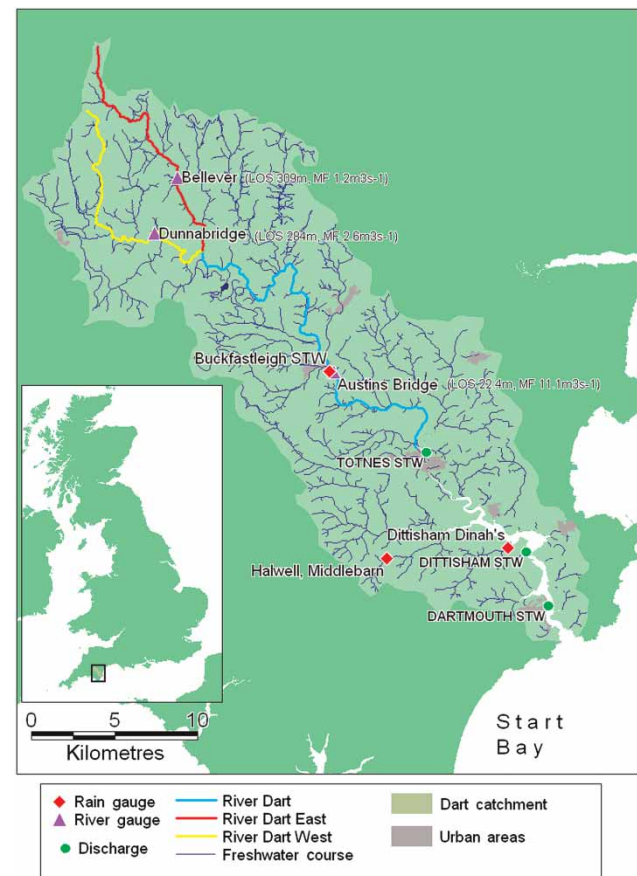 Bellever (LOS 309m, MF 1.2m3s-1)
Dunnabridge (LOS 284m, MF 2.6m3s-1)
Buckfastleigh STW
Austins Bridge (LOS 22.4m, MF 11.1m3s-1)
TOTNES STW
Dittisham Dinah's
DITTISHAM STW
Halwell, Middlebarn
DARTMOUTH STW
0 5 10
Kilometres
Start
Bay
Rain gauge
River gauge
Discharge
River Dart
River Dart East
River Dart West
Freshwater course
Dart catchment
Urban areas